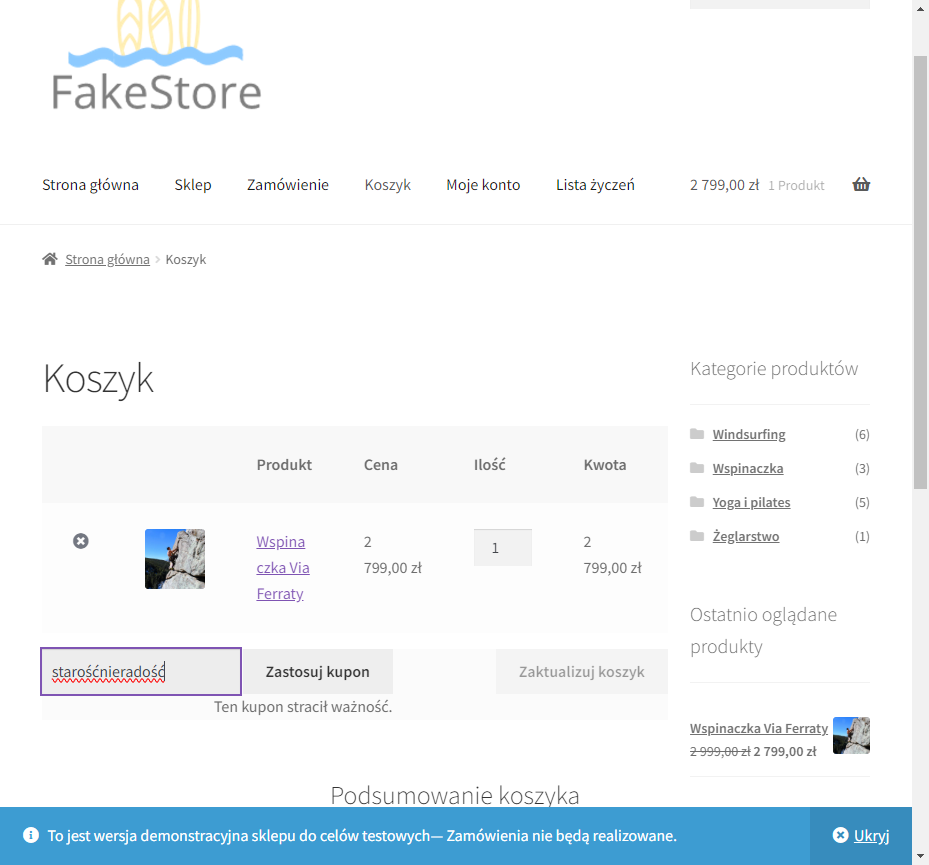 FakeStore
Strona główna Sklep Zamówienie Koszyk Moje konto Lista życzeń 2 799,00 zł 1 Produkt
Strona główna Koszyk
Koszyk
Produkt Cena Ilość Kwota
Wspina
czka Via
Ferraty
2
799,00 zł
1
2
799,00 zł
starośćnieradość Zastosuj kupon Zaktualizuj koszyk
Ten kupon stracił ważność.
Podsumowanie koszyka
Kategorie produktów
Windsurfing (6)
Wspinaczka (3)
Yoga i pilates (5)
Żeglarstwo (1)
Ostatnio oglądane
produkty
Wspinaczka Via Ferraty
2 999,00 zł 2 799,00 zł
To jest wersja demonstracyjna sklepu do celów testowych— Zamówienia nie będą realizowane. Ukryj